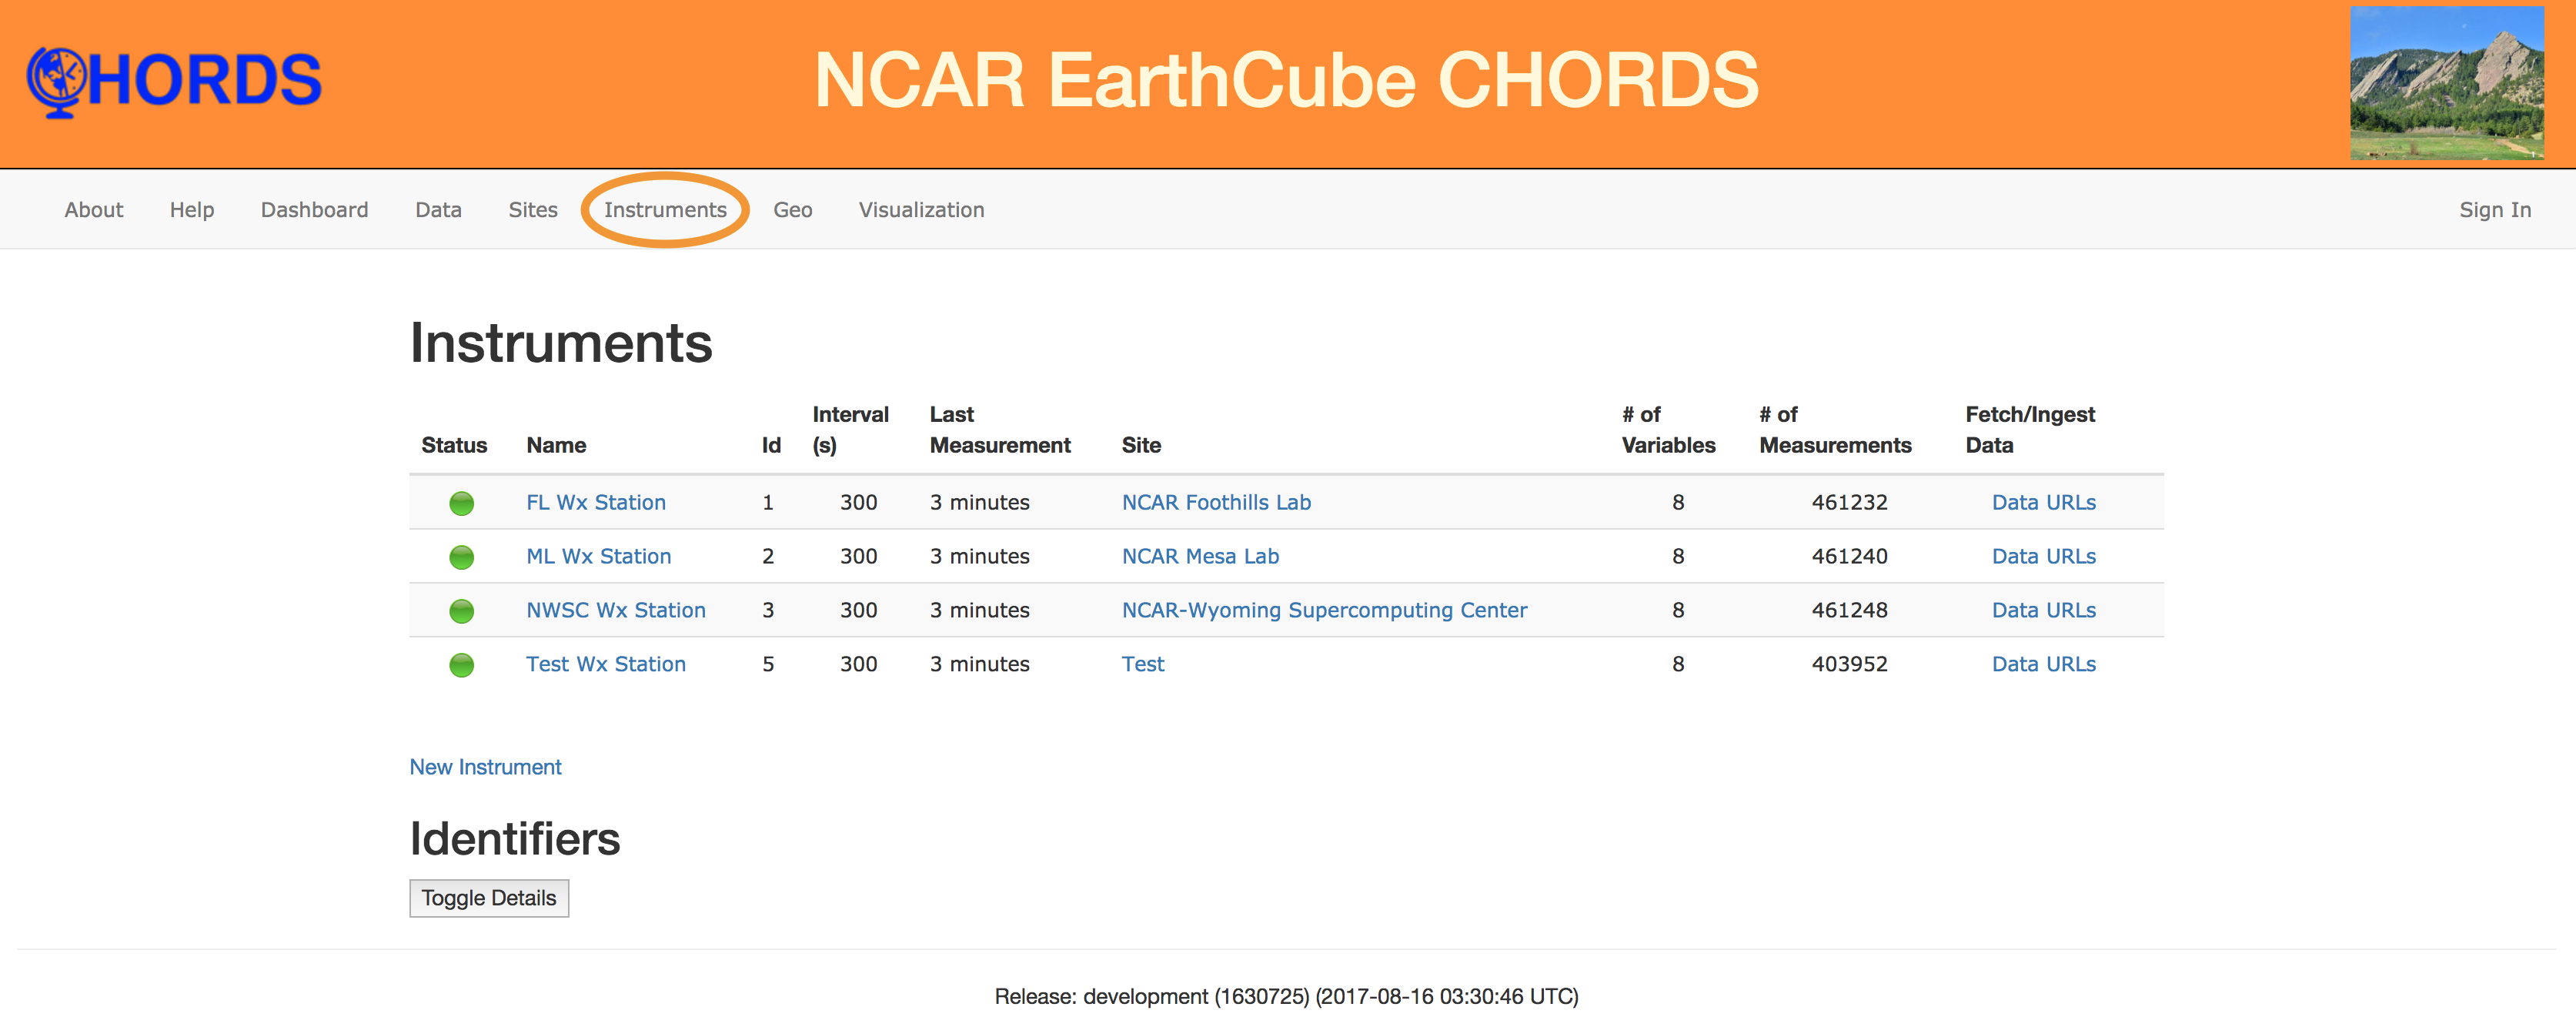 CHORDS
NCAR EarthCube CHORDS
About Help Dashboard Data Sites Instruments Geo Visualization Sign In
Instruments
Status Name Id Interval (s) Last Measurement Site # of Variables # of Measurements Fetch/Ingest Data
FL Wx Station 1 300 3 minutes NCAR Foothills Lab 8 461232 Data URLs
ML Wx Station 2 300 3 minutes NCAR Mesa Lab 8 461240 Data URLs
NWSC Wx Station 3 300 3 minutes NCAR-Wyoming Supercomputing Center 8 461248 Data URLs
Test Wx Station 5 300 3 minutes Test 8 403952 Data URLs
New Instrument
Identifiers
Toggle Details
Release: development (1630725) (2017-08-16 03:30:46 UTC)